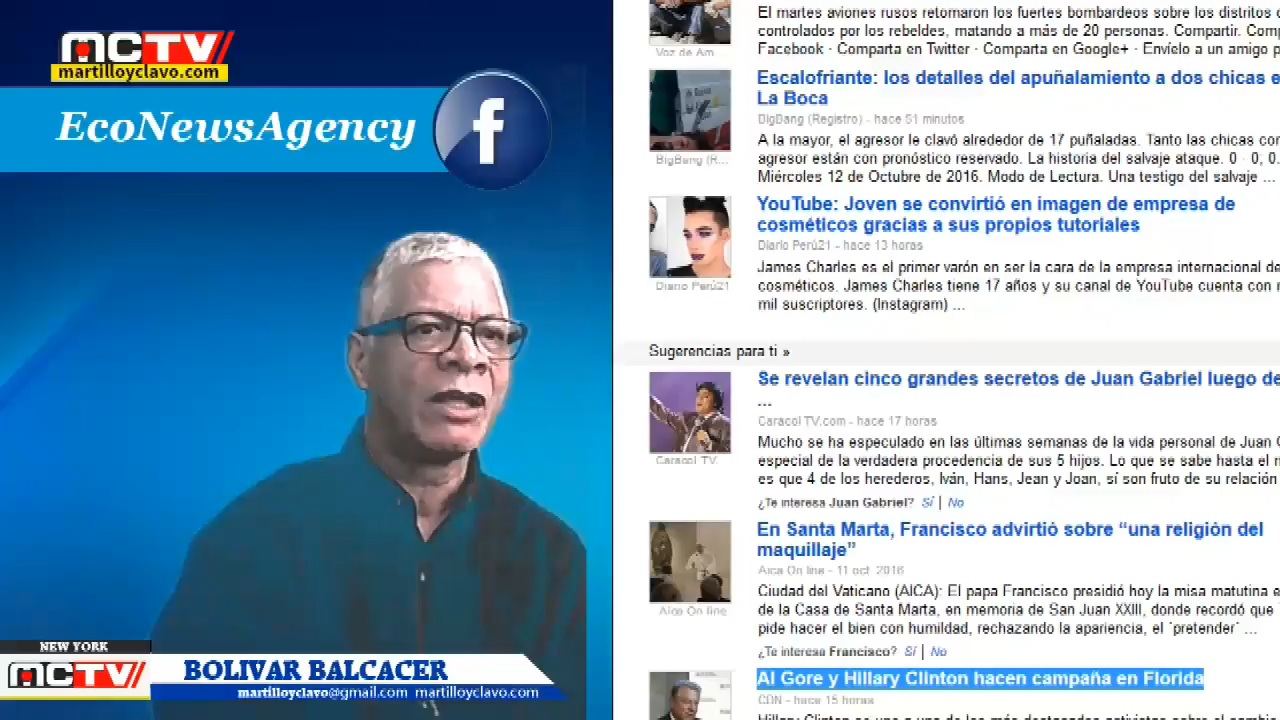 MCTV
martilloyclavo.com
EcoNewsAgency
f
NEW YORK
MCTV
BOLIVAR BALCACER
martilloyclavo@gmail.com martilloyclavo.com
El martes aviones rusos retomaron los fuertes bombardeos sobre los distritos
controlados por los rebeldes, matando a más de 20 personas. Compartir.
Facebook · Comparta en Twitter · Comparta en Google+ · Envíelo a un amigo
Voz de Am
Escalofriante: los detalles del apuñalamiento a dos chicas
La Boca
BigBang (Registro) - hace 51 minutos
A la mayor, el agresor le clavó alrededor de 17 puñaladas. Tanto las chicas
agresor están con pronóstico reservado. La historia del salvaje ataque. 0 · 0; 0.
Miércoles 12 de Octubre de 2016. Modo de Lectura. Una testigo del salvaje ...
BigBang (R...
YouTube: Joven se convirtió en imagen de empresa de
cosméticos gracias a sus propios tutoriales
Diario Perú21 - hace 13 horas
James Charles es el primer varón en ser la cara de la empresa internacional de
cosméticos. James Charles tiene 17 años y su canal de YouTube cuenta con
mil suscriptores. (Instagram) ...
Diario Perú21
Sugerencias para ti »
Se revelan cinco grandes secretos de Juan Gabriel luego de
...
Caracol TV.com - hace 17 horas
Mucho se ha especulado en las últimas semanas de la vida personal de Juan
especial de la verdadera procedencia de sus 5 hijos. Lo que se sabe hasta el
es que 4 de los herederos, Iván, Hans, Jean y Joan, sí son fruto de su relación
Caracol TV.
¿Te interesa Juan Gabriel? Sí | No
En Santa Marta, Francisco advirtió sobre “una religión del
maquillaje”
Aica On line - 11 oct. 2016
Ciudad del Vaticano (AICA): El papa Francisco presidió hoy la misa matutina
de la Casa de Santa Marta, en memoria de San Juan XXIII, donde recordó que
pide hacer el bien con humildad, rechazando la apariencia, el ´pretender´ ...
Aica On line
¿Te interesa Francisco? Sí | No
Al Gore y Hillary Clinton hacen campaña en Florida
CDN - hace 15 horas